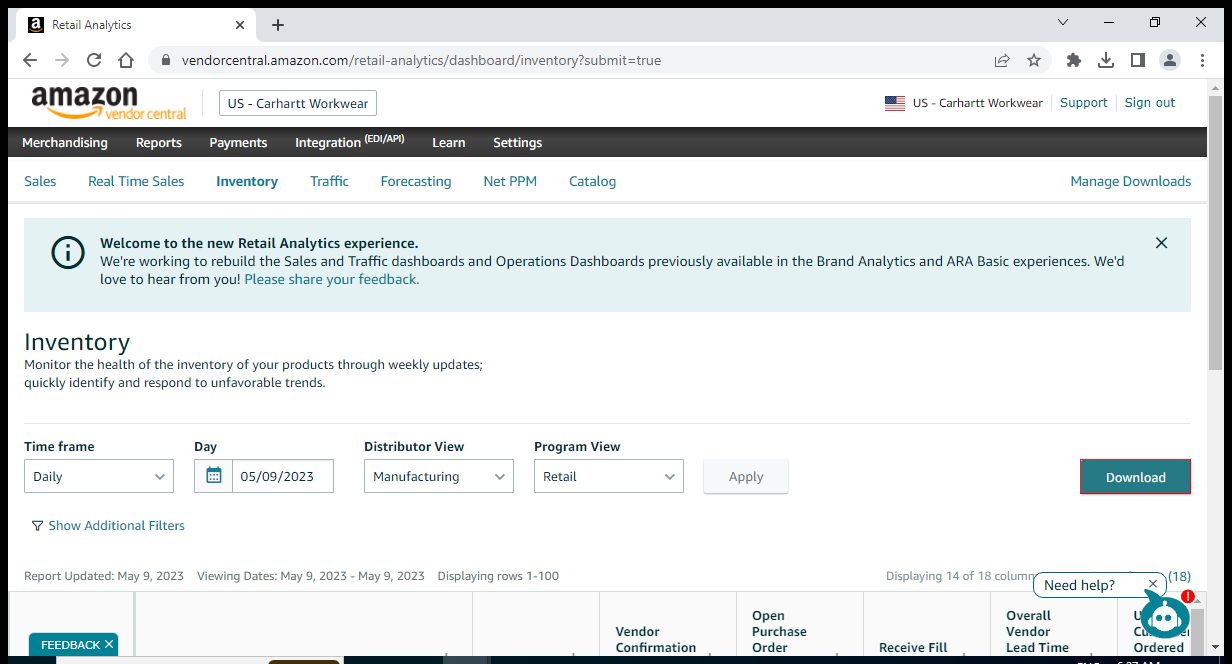 Retail Analytics
vendorcentral.amazon.com/retail-analytics/dashboard/inventory?submit=true
amazon
vendor central
US - Carhartt Workwear
US - Carhartt Workwear
Support
Sign out
Merchandising Reports Payments Integration (EDI/API) Learn Settings
Sales Real Time Sales Inventory Traffic Forecasting Net PPM Catalog Manage Downloads
Welcome to the new Retail Analytics experience.
We're working to rebuild the Sales and Traffic dashboards and Operations Dashboards previously available in the Brand Analytics and ARA Basic experiences. We'd
love to hear from you! Please share your feedback.
Inventory
Monitor the health of the inventory of your products through weekly updates;
quickly identify and respond to unfavorable trends.
Time frame Day Distributor View Program View
Daily 05/09/2023 Manufacturing Retail Apply Download
Show Additional Filters
Report Updated: May 9, 2023 Viewing Dates: May 9, 2023 - May 9, 2023 Displaying rows 1-100 Displaying 14 of 18 (18)
Need help?
FEEDBACK
Vendor
Confirmation
Open
Purchase
Order
Receive Fill
Overall
Vendor
Lead Time
Ordered